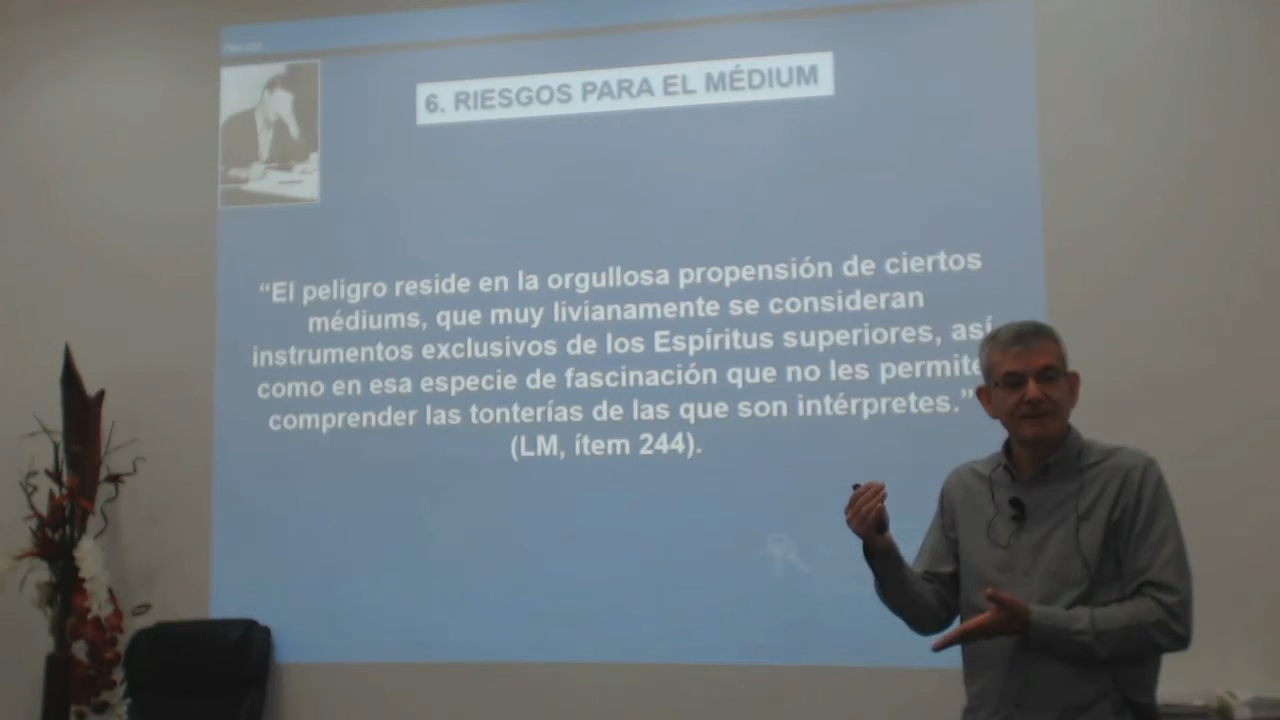 6. RIESGOS PARA EL MÉDIUM
“El peligro reside en la orgullosa propensión de ciertos
médiums, que muy livianamente se consideran
instrumentos exclusivos de los Espíritus superiores, así
como en esa especie de fascinación que no les permite
comprender las tonterías de las que son intérpretes.”
(LM, ítem 244).